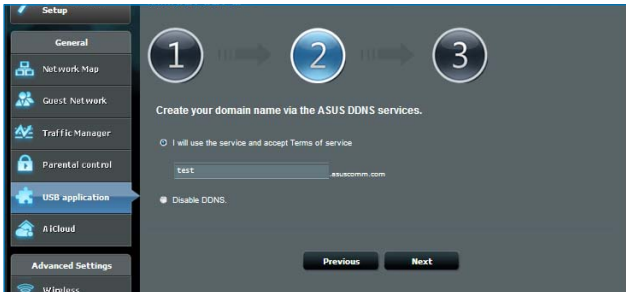 Setup
General
Network Map
Guest Network
Traffic Manager
Parental control
USB application
AiCloud
Advanced Settings
Wireless
1
2
3
Create your domain name via the ASUS DDNS services.
I will use the service and accept Terms of service
test .asuscomm.com
Disable DDNS.
Previous Next